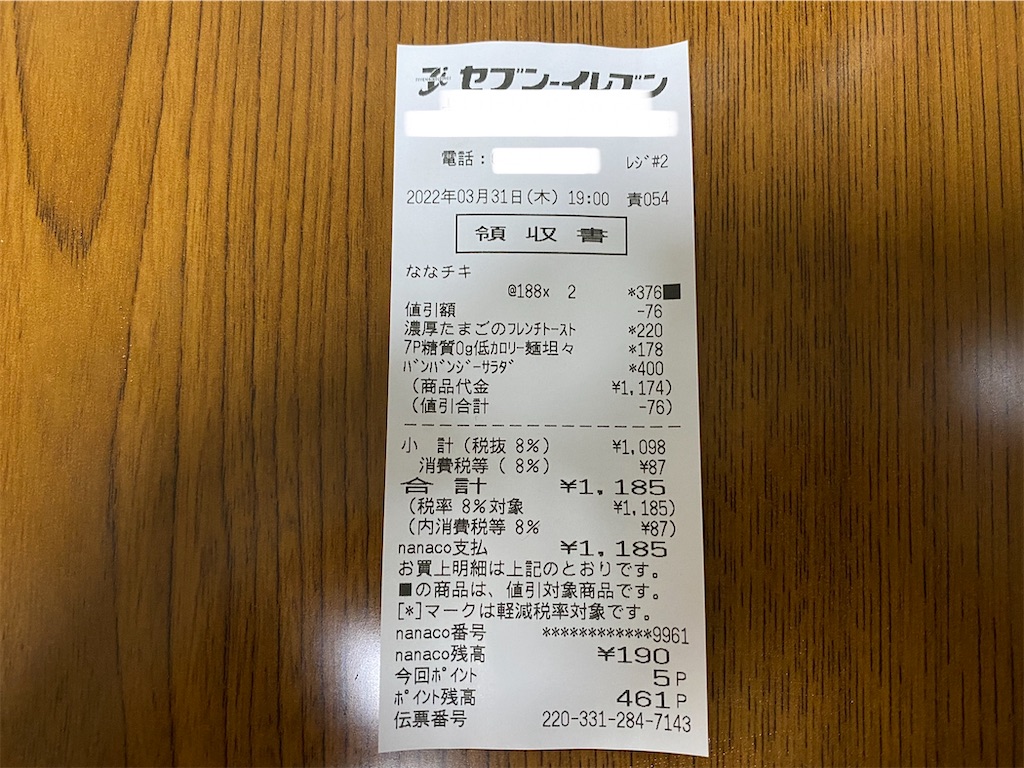 セブン-イレブン
電話: レジ#2
2022年03月31日(木) 19:00 責054
領収書
ななチキ
@188x 2 *376■
値引額 -76
濃厚たまごのフレンチトースト *220
7P糖質0g低カロリー麺坦々 *178
バンバンジーサラダ *400
(商品代金 ¥1,174)
(値引合計 -76)
小 計(税抜 8%) ¥1,098
消費税等( 8%) ¥87
合 計 ¥1,185
(税率 8%対象 ¥1,185)
(内消費税等 8% ¥87)
nanaco支払 ¥1,185
お買上明細は上記のとおりです。
■の商品は、値引対象商品です。
[*]マークは軽減税率対象です。
nanaco番号 ************9961
nanaco残高 ¥190
今回ポイント 5P
ポイント残高 461P
伝票番号 220-331-284-7143